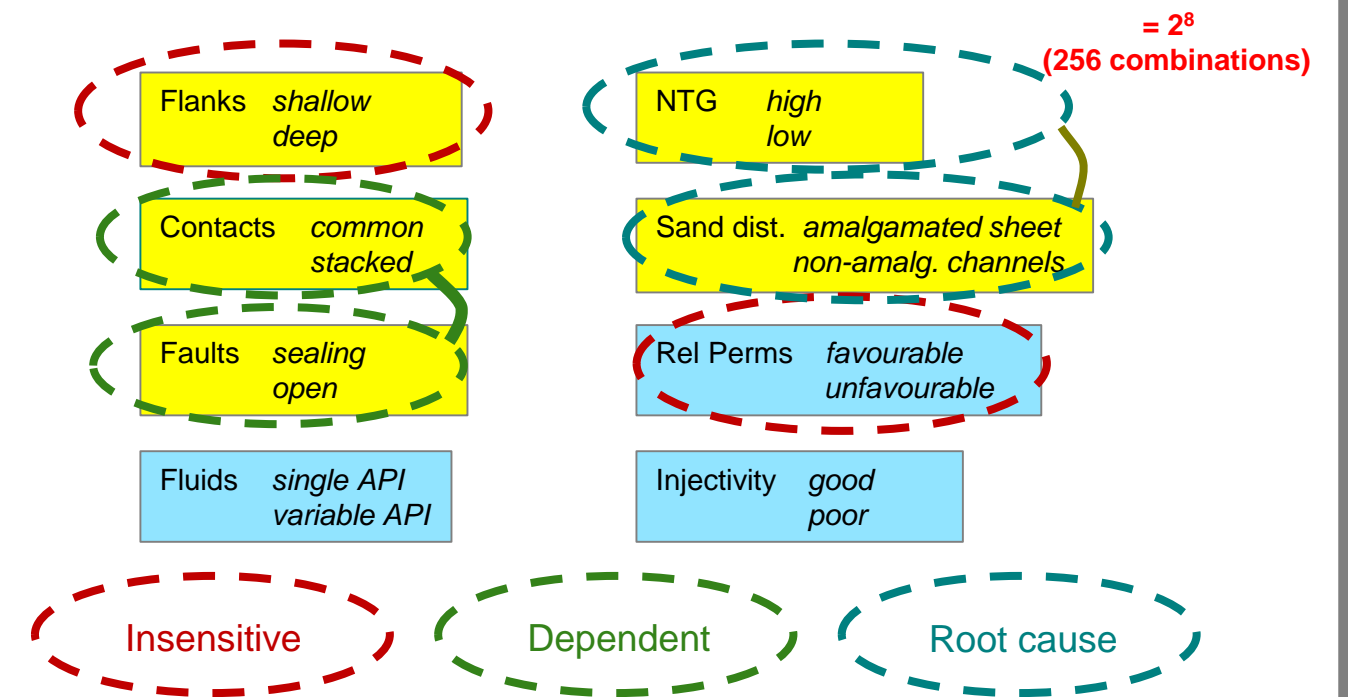 = 2⁸
(256 combinations)
Flanks shallow
deep
NTG high
low
Contacts common
stacked
Sand dist. amalgamated sheet
non-amalg. channels
Faults sealing
open
Rel Perms favourable
unfavourable
Fluids single API
variable API
Injectivity good
poor
Insensitive
Dependent
Root cause